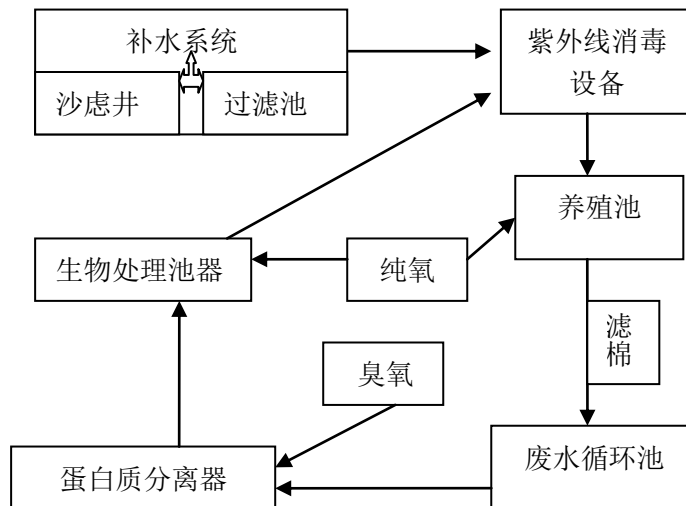 补水系统
紫外线消毒
设备
沙虑井
过滤池
养殖池
生物处理池器
纯氧
滤
棉
臭氧
蛋白质分离器
废水循环池